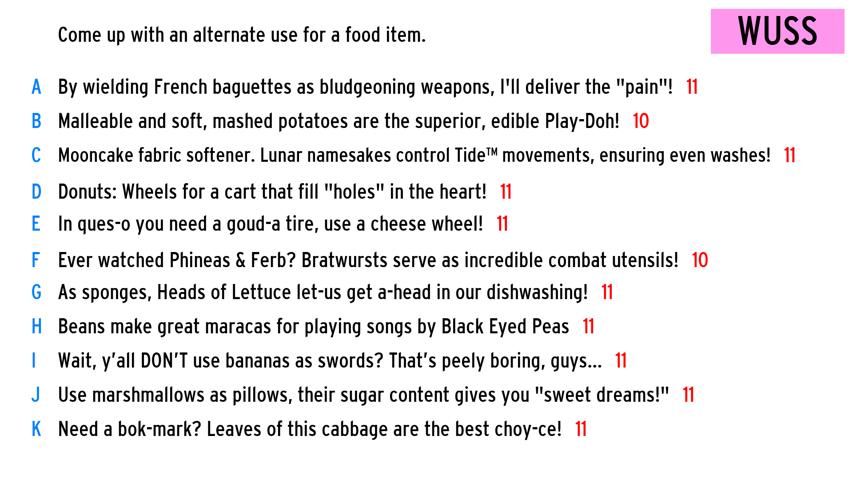 Come up with an alternate use for a food item.
WUSS
A By wielding French baguettes as bludgeoning weapons, I'll deliver the "pain"! 11
B Malleable and soft, mashed potatoes are the superior, edible Play-Doh! 10
C Mooncake fabric softener. Lunar namesakes control Tide™ movements, ensuring even washes! 11
D Donuts: Wheels for a cart that fill "holes" in the heart! 11
E In ques-o you need a goud-a tire, use a cheese wheel! 11
F Ever watched Phineas & Ferb? Bratwursts serve as incredible combat utensils! 10
G As sponges, Heads of Lettuce let-us get a-head in our dishwashing! 11
H Beans make great maracas for playing songs by Black Eyed Peas 11
I Wait, y'all DON'T use bananas as swords? That's peely boring, guys... 11
J Use marshmallows as pillows, their sugar content gives you "sweet dreams!" 11
K Need a bok-mark? Leaves of this cabbage are the best choy-ce! 11